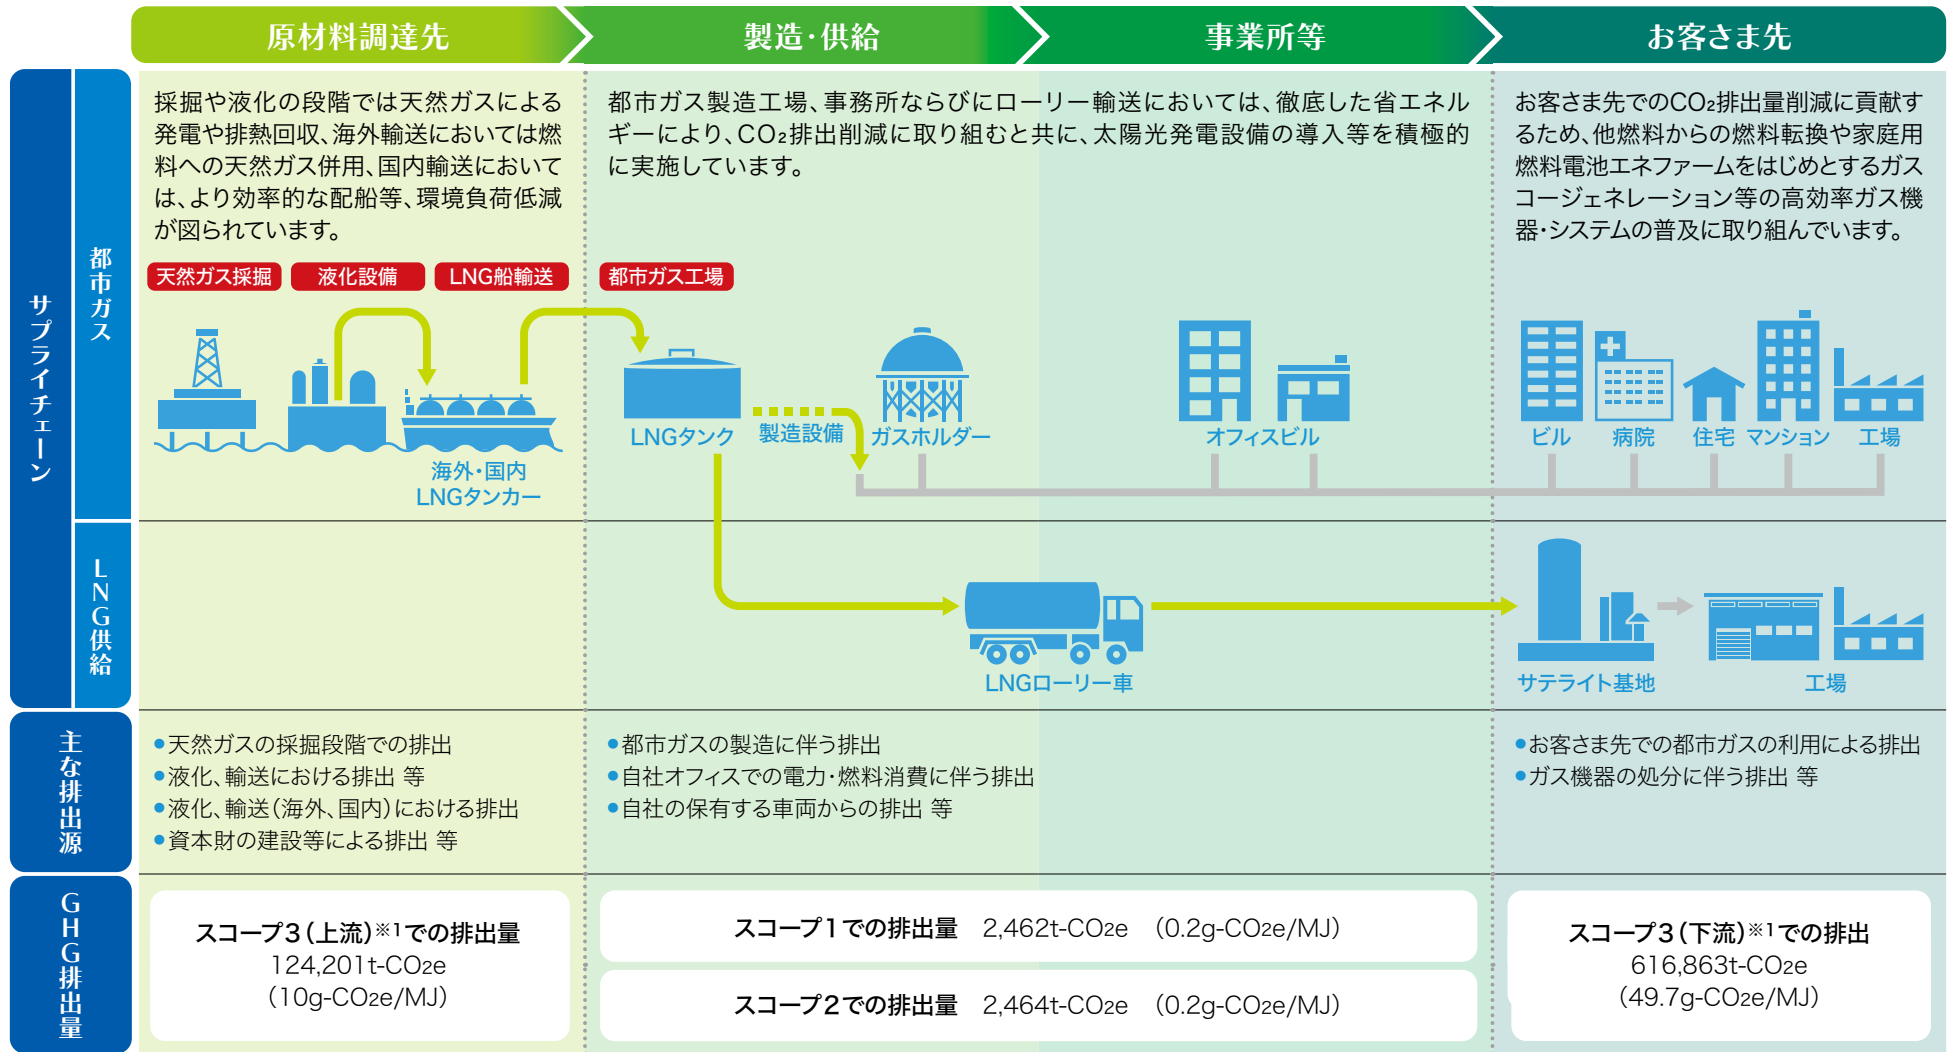 原材料調達先
製造・供給
事業所等
お客さま先
サプライチェーン
都市ガス
採掘や液化の段階では天然ガスによる
発電や排熱回収、海外輸送においては燃
料への天然ガス併用、国内輸送において
は、より効率的な配船等、環境負荷低減
が図られています。
都市ガス製造工場、事務所ならびにローリー輸送においては、徹底した省エネル
ギーにより、CO₂排出削減に取り組むと共に、太陽光発電設備の導入等を積極的
に実施しています。
お客さま先でのCO₂排出量削減に貢献す
るため、他燃料からの燃料転換や家庭用
燃料電池エネファームをはじめとするガス
コージェネレーション等の高効率ガス機
器・システムの普及に取り組んでいます。
天然ガス採掘
液化設備
LNG船輸送
都市ガス工場
海外・国内
LNGタンカー
LNGタンク
製造設備
ガスホルダー
オフィスビル
ビル
病院
住宅
マンション
工場
LNG供給
LNGローリー車
サテライト基地
工場
主な排出源
●天然ガスの採掘段階での排出
●液化、輸送における排出 等
●液化、輸送（海外、国内）における排出
●資本財の建設等による排出 等
●都市ガスの製造に伴う排出
●自社オフィスでの電力・燃料消費に伴う排出
●自社の保有する車両からの排出 等
●お客さま先での都市ガスの利用による排出
●ガス機器の処分に伴う排出 等
GHG排出量
スコープ3（上流）※1での排出量
124,201t-CO2e
（10g-CO2e/MJ）
スコープ1での排出量 2,462t-CO2e （0.2g-CO2e/MJ）
スコープ2での排出量 2,464t-CO2e （0.2g-CO2e/MJ）
スコープ3（下流）※1での排出
616,863t-CO2e
（49.7g-CO2e/MJ）